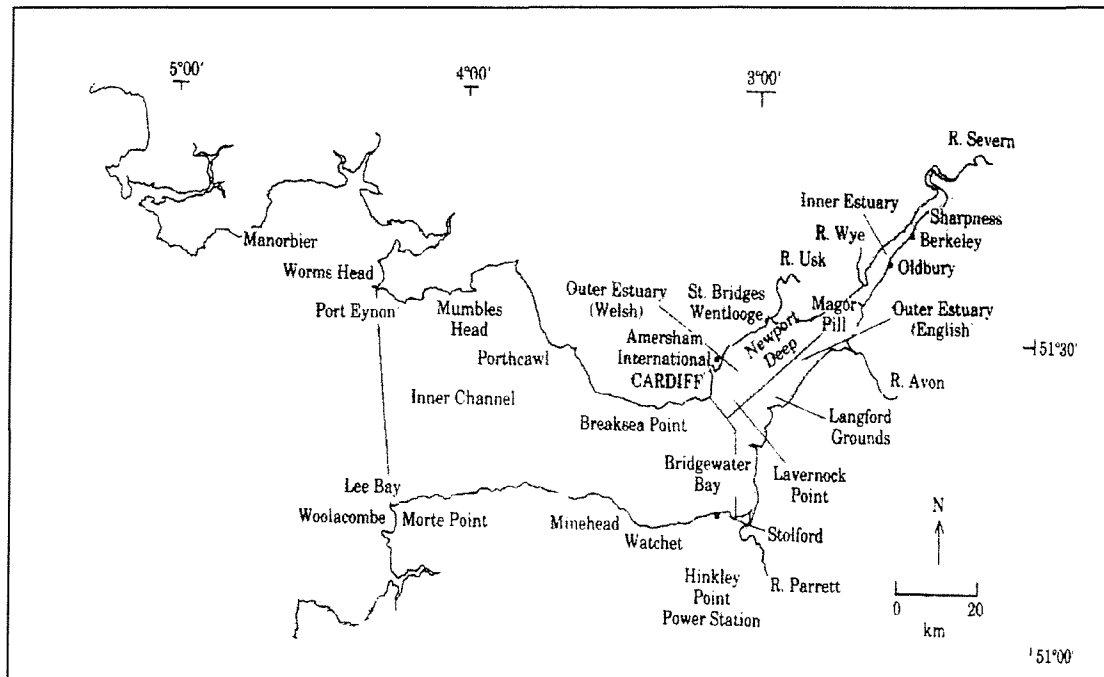 5°00'
4°00'
3°00'
R. Severn
Inner Estuary
Sharpness
R. Wye
Berkeley
Manorbier
R. Usk
Oldbury
Worms Head
Outer Estuary
(Welsh)
St. Bridges
Wentlooge
Magor
Pill
Outer Estuary
(English)
Port Eynon
Mumbles
Head
Newport
Deep
Amersham
International
CARDIFF
51°30'
Porthcawl
R. Avon
Inner Channel
Breaksea Point
Langford
Grounds
Bridgewater
Bay
Lavernock
Point
Lee Bay
Woolacombe
Morte Point
Minehead
Watchet
Stolford
N
Hinkley
Point
Power Station
R. Parrett
0 20
km
51°00'